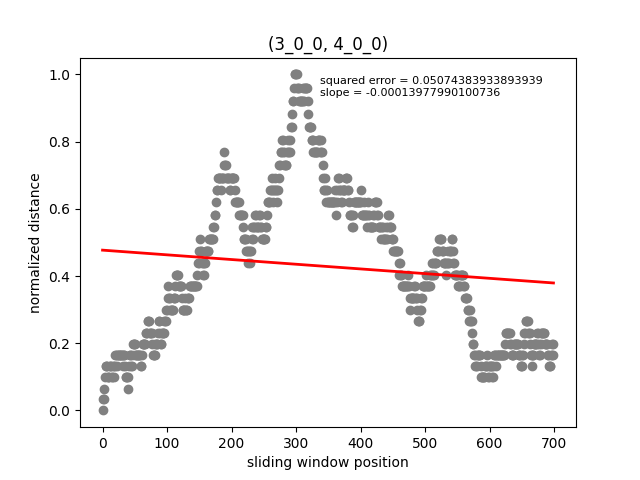 (3_0_0, 4_0_0)
squared error = 0.05074383933893939
slope = -0.00013977990100736
normalized distance
1.0
0.8
0.6
0.4
0.2
0.0
0 100 200 300 400 500 600 700
sliding window position